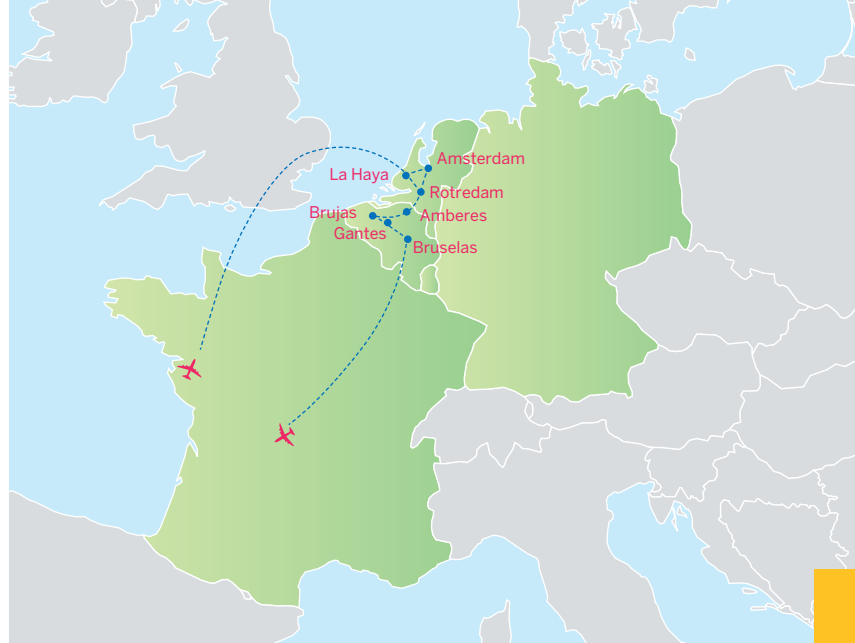 Amsterdam
La Haya
Rotredam
Brujas
Amberes
Gantes
Bruselas